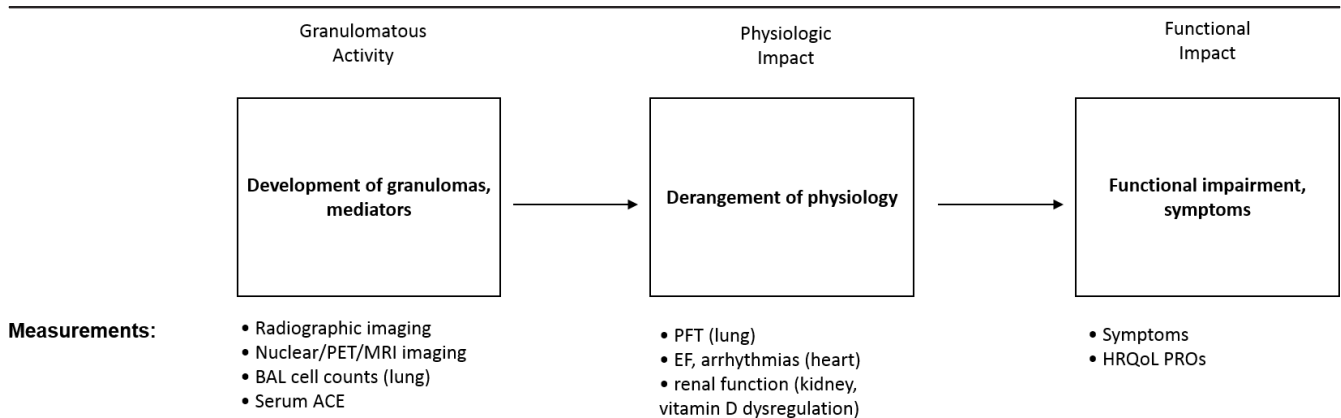 Granulomatous
Activity
Physiologic
Impact
Functional
Impact
Development of granulomas,
mediators
Derangement of physiology
Functional impairment,
symptoms
Measurements:
• Radiographic imaging
• Nuclear/PET/MRI imaging
• BAL cell counts (lung)
• Serum ACE
• PFT (lung)
• EF, arrhythmias (heart)
• renal function (kidney,
vitamin D dysregulation)
• Symptoms
• HRQoL PROs